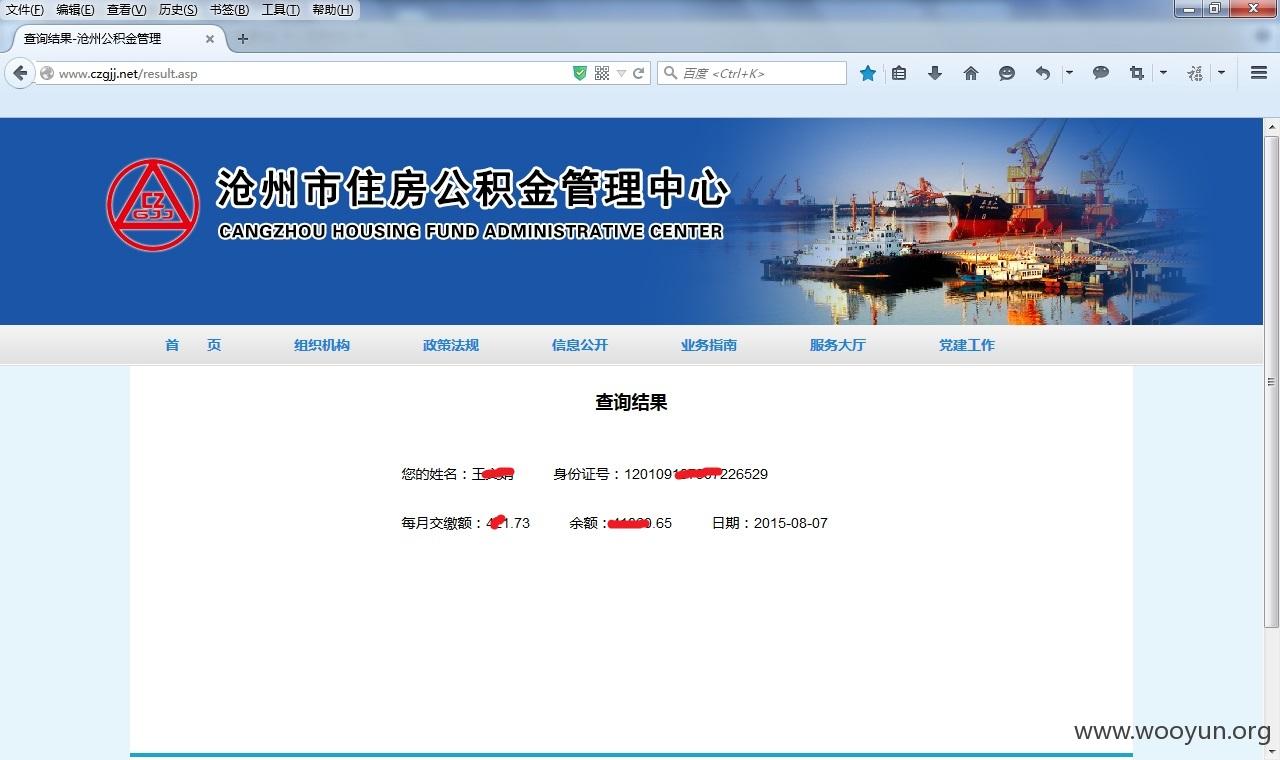 文件(F) 编辑(E) 查看(V) 历史(S) 书签(B) 工具(T) 帮助(H)
查询结果-沧州公积金管理
www.czgjj.net/result.asp 百度 <Ctrl+K>
CZ
GJJ
沧州市住房公积金管理中心
CANGZHOU HOUSING FUND ADMINISTRATIVE CENTER
首 页 组织机构 政策法规 信息公开 业务指南 服务大厅 党建工作
查询结果
您的姓名：王 身份证号：120109 226529
每月交缴额：4 1.73 余额： .65 日期：2015-08-07
www.wooyun.org